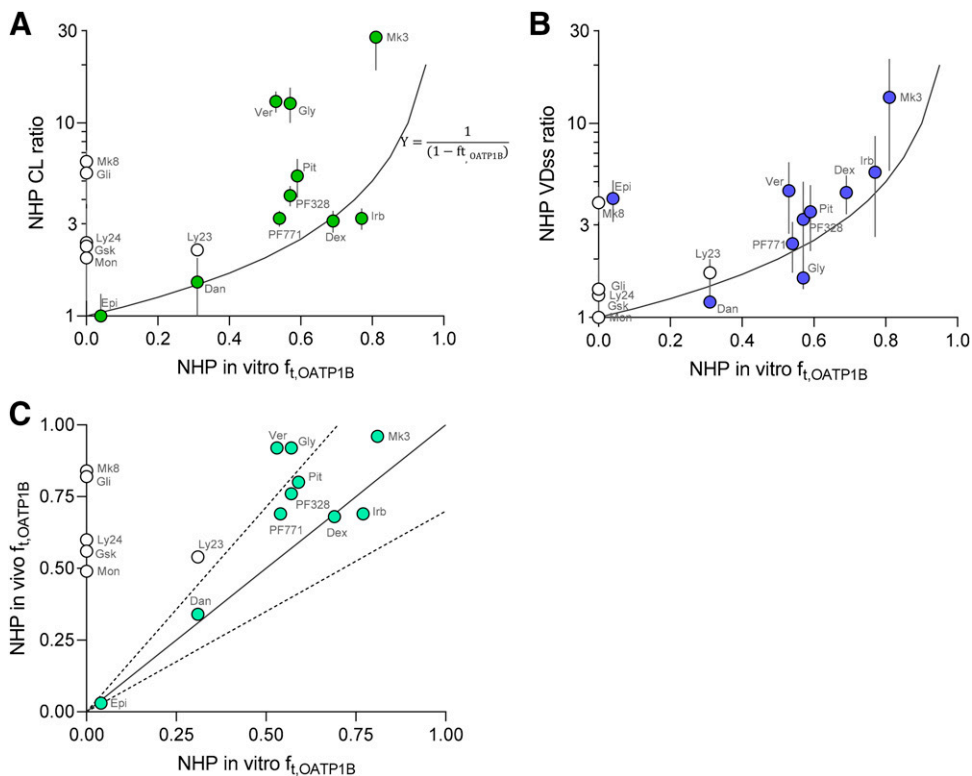 A
30
10
3
1
NHP CL ratio
Mk3
Ver
Gly
Mk8
Gli
Pit
PF328
PF771
Dex
Irb
Ly24
Gsk
Mon
Ly23
Dan
Epi
Y = 1 / (1 − ft,OATP1B)
0.0 0.2 0.4 0.6 0.8 1.0
NHP in vitro ft,OATP1B
B
30
10
3
1
NHP VDss ratio
Mk3
Irb
Dex
Ver
Epi
Mk8
Pit
PF328
PF771
Ly23
Gly
Gli
Ly24
Gsk
Mon
Dan
0.0 0.2 0.4 0.6 0.8 1.0
NHP in vitro ft,OATP1B
C
1.00
0.75
0.50
0.25
0.00
NHP in vivo ft,OATP1B
Ver
Gly
Mk3
Mk8
Gli
Pit
PF328
PF771
Dex
Irb
Ly24
Gsk
Mon
Ly23
Dan
Epi
0.00 0.25 0.50 0.75 1.00
NHP in vitro ft,OATP1B